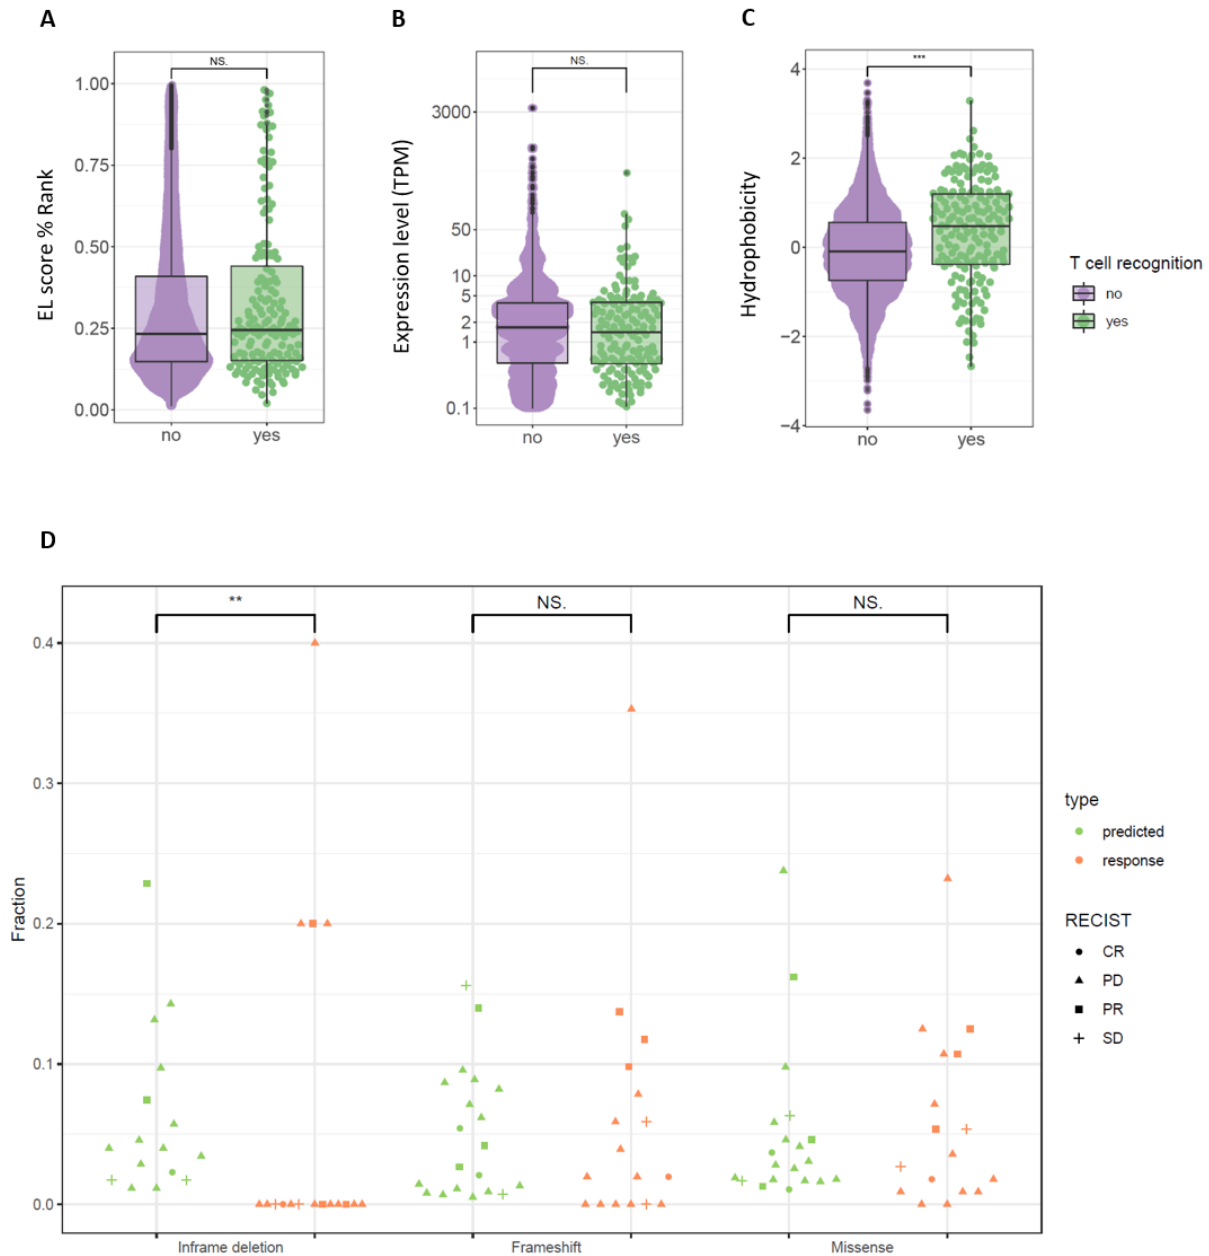 A
B
C
NS.
NS.
***
EL score % Rank
1.00
0.75
0.50
0.25
0.00
no
yes
Expression level (TPM)
3000
50
10
5
2
1
0.1
no
yes
Hydrophobicity
4
2
0
−2
−4
no
yes
T cell recognition
no
yes
D
**
NS.
NS.
Fraction
0.4
0.3
0.2
0.1
0.0
Inframe deletion
Frameshift
Missense
type
predicted
response
RECIST
CR
PD
PR
SD